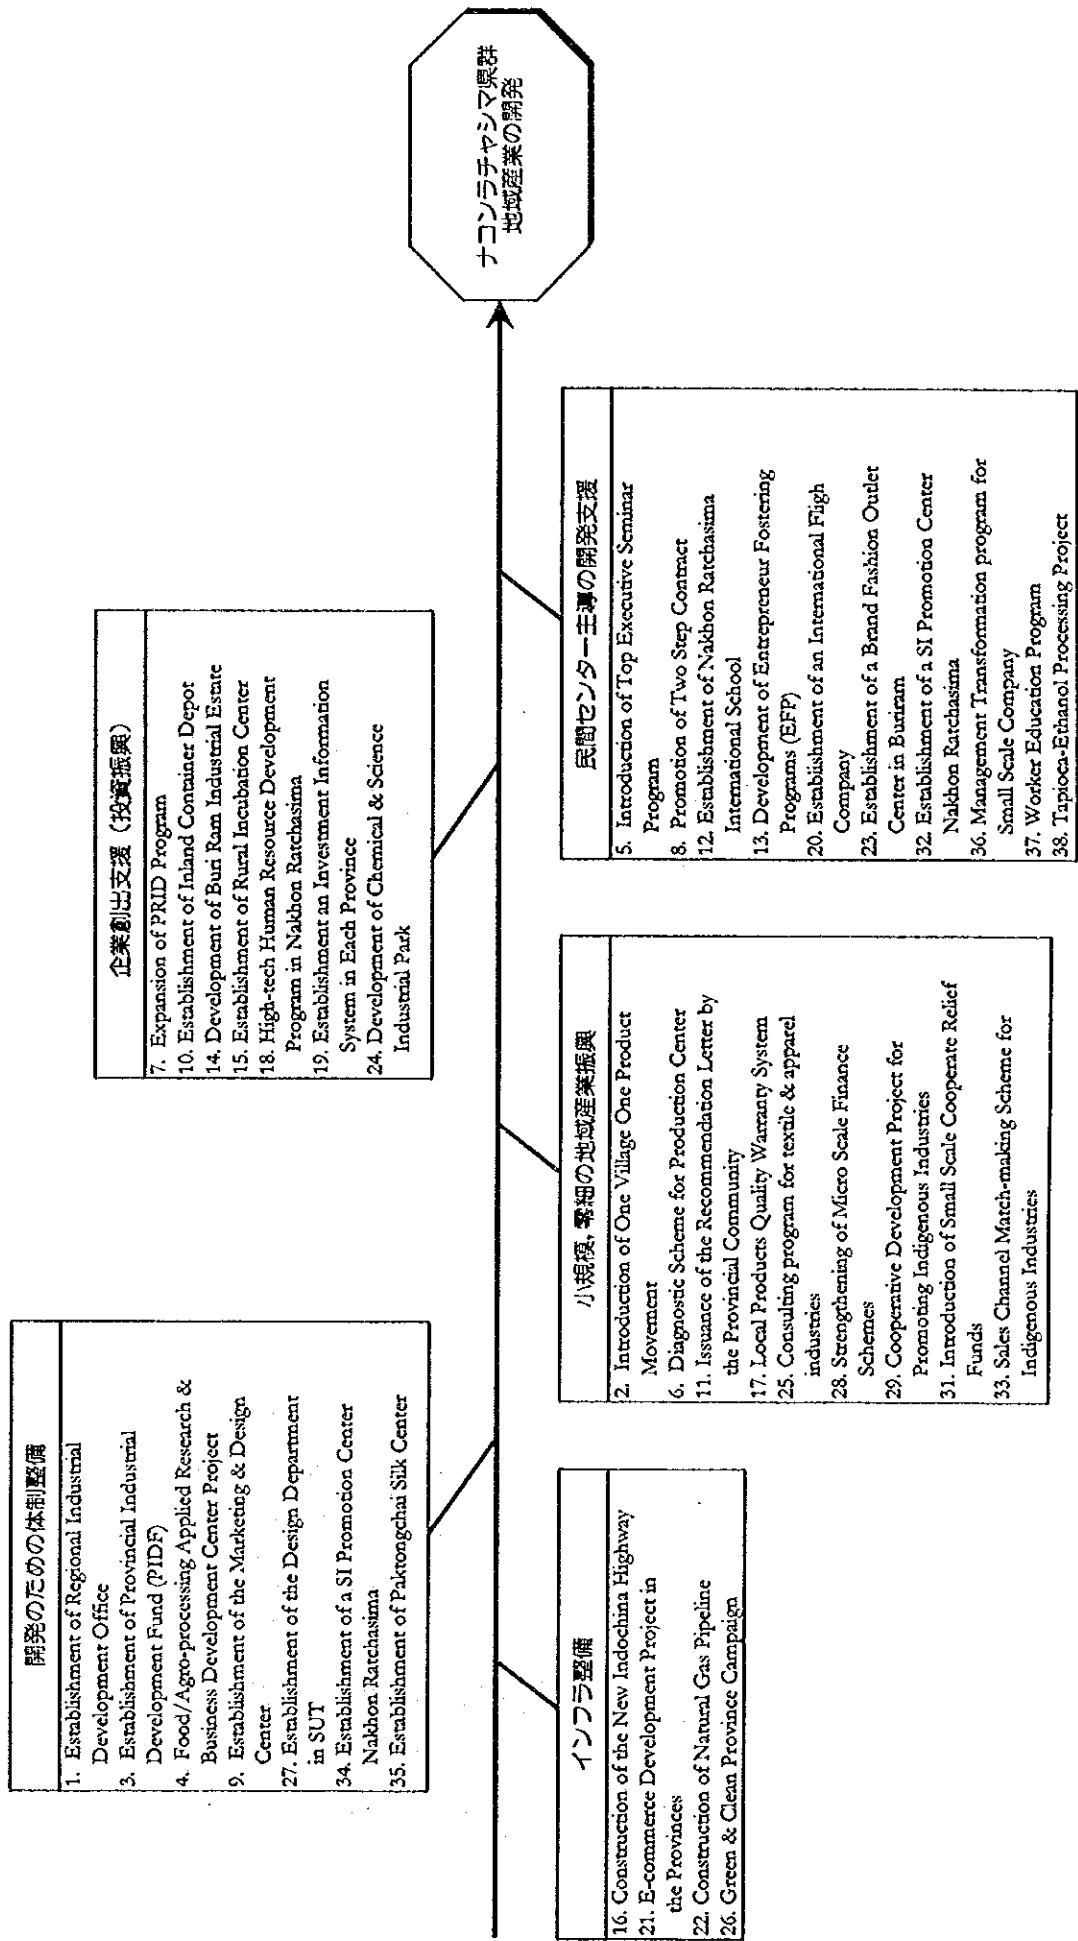 開発のための体制整備
1. Establishment of Regional Industrial
Development Office
3. Establishment of Provincial Industrial
Development Fund (PIDF)
4. Food/Agro-processing Applied Research &
Business Development Center Project
9. Establishment of the Marketing & Design
Center
27. Establishment of the Design Department
in SUT
34. Establishment of a SI Promotion Center
Nakhon Ratchasima
35. Establishment of Paktongchai Silk Center
企業創出支援（投資振興）
7. Expansion of PRID Program
10. Establishment of Inland Container Depot
14. Development of Buri Ram Industrial Estate
15. Establishment of Rural Incubation Center
18. High-tech Human Resource Development
Program in Nakhon Ratchasima
19. Establishment an Investment Information
System in Each Province
24. Development of Chemical & Science
Industrial Park
ナコンラチャシマ県群
地域産業の開発
インフラ整備
16. Construction of the New Indochina Highway
21. E-commerce Development Project in
the Provinces
22. Construction of Natural Gas Pipeline
26. Green & Clean Province Campaign
小規模，零細の地域産業振興
2. Introduction of One Village One Product
Movement
6. Diagnostic Scheme for Production Center
11. Issuance of the Recommendation Letter by
the Provincial Community
17. Local Products Quality Warranty System
25. Consulting program for textile & apparel
industries
28. Strengthening of Micro Scale Finance
Schemes
29. Cooperative Development Project for
Promoting Indigenous Industries
31. Introduction of Small Scale Cooperate Relief
Funds
33. Sales Channel Match-making Scheme for
Indigenous Industries
民間センター主導の開発支援
5. Introduction of Top Executive Seminar
Program
8. Promotion of Two Step Contract
12. Establishment of Nakhon Ratchasima
International School
13. Development of Entrepreneur Fostering
Programs (EFP)
20. Establishment of an International Fligh
Company
23. Establishment of a Brand Fashion Outlet
Center in Buriram
32. Establishment of a SI Promotion Center
Nakhon Ratchasima
36. Management Transformation program for
Small Scale Company
37. Worker Education Program
38. Tapioca-Ethanol Processing Project